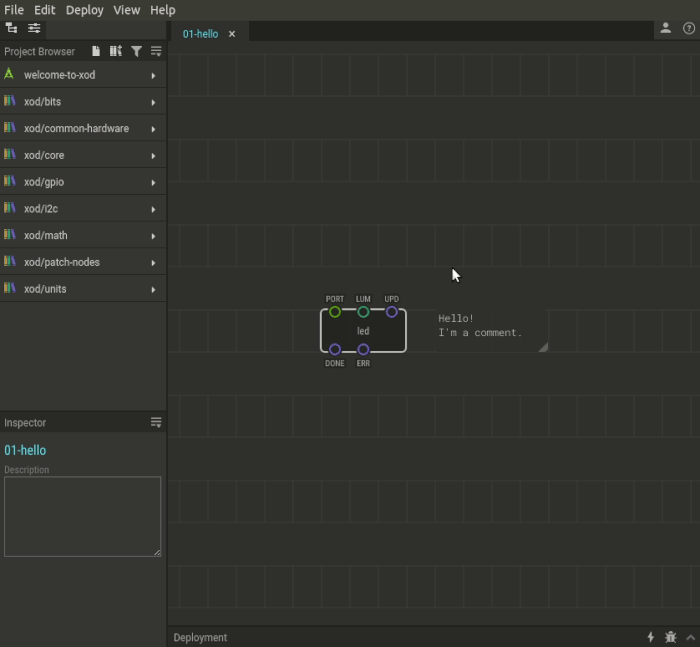 File Edit Deploy View Help
01-hello
Project Browser
welcome-to-xod
xod/bits
xod/common-hardware
xod/core
xod/gpio
xod/i2c
xod/math
xod/patch-nodes
xod/units
PORT LUM UPD
led
DONE ERR
Hello!
I'm a comment.
Inspector
01-hello
Description
Deployment